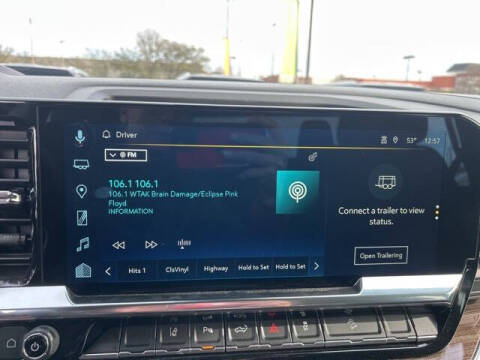 Driver
53°
12:57
FM
106.1 106.1
106.1 WTAK Brain Damage/Eclipse Pink
Floyd
INFORMATION
Connect a trailer to view
status.
Open Trailering
Hits 1
ClsVinyl
Highway
Hold to Set
Hold to Set